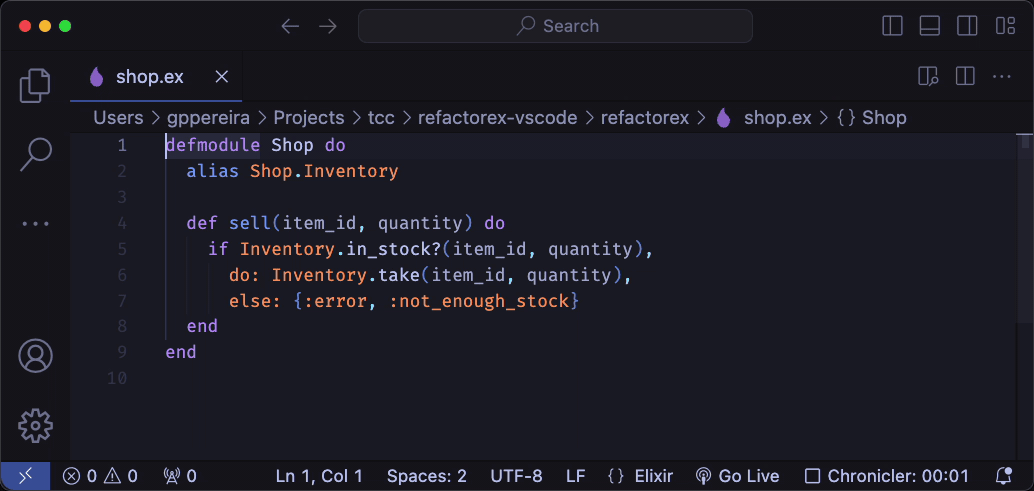 Search
shop.ex
Users > gppereira > Projects > tcc > refactorex-vscode > refactorex > shop.ex > {} Shop
1 defmodule Shop do
2   alias Shop.Inventory
3
4   def sell(item_id, quantity) do
5     if Inventory.in_stock?(item_id, quantity),
6       do: Inventory.take(item_id, quantity),
7       else: {:error, :not_enough_stock}
8   end
9 end
10
0 0 0 Ln 1, Col 1 Spaces: 2 UTF-8 LF {} Elixir Go Live Chronicler: 00:01